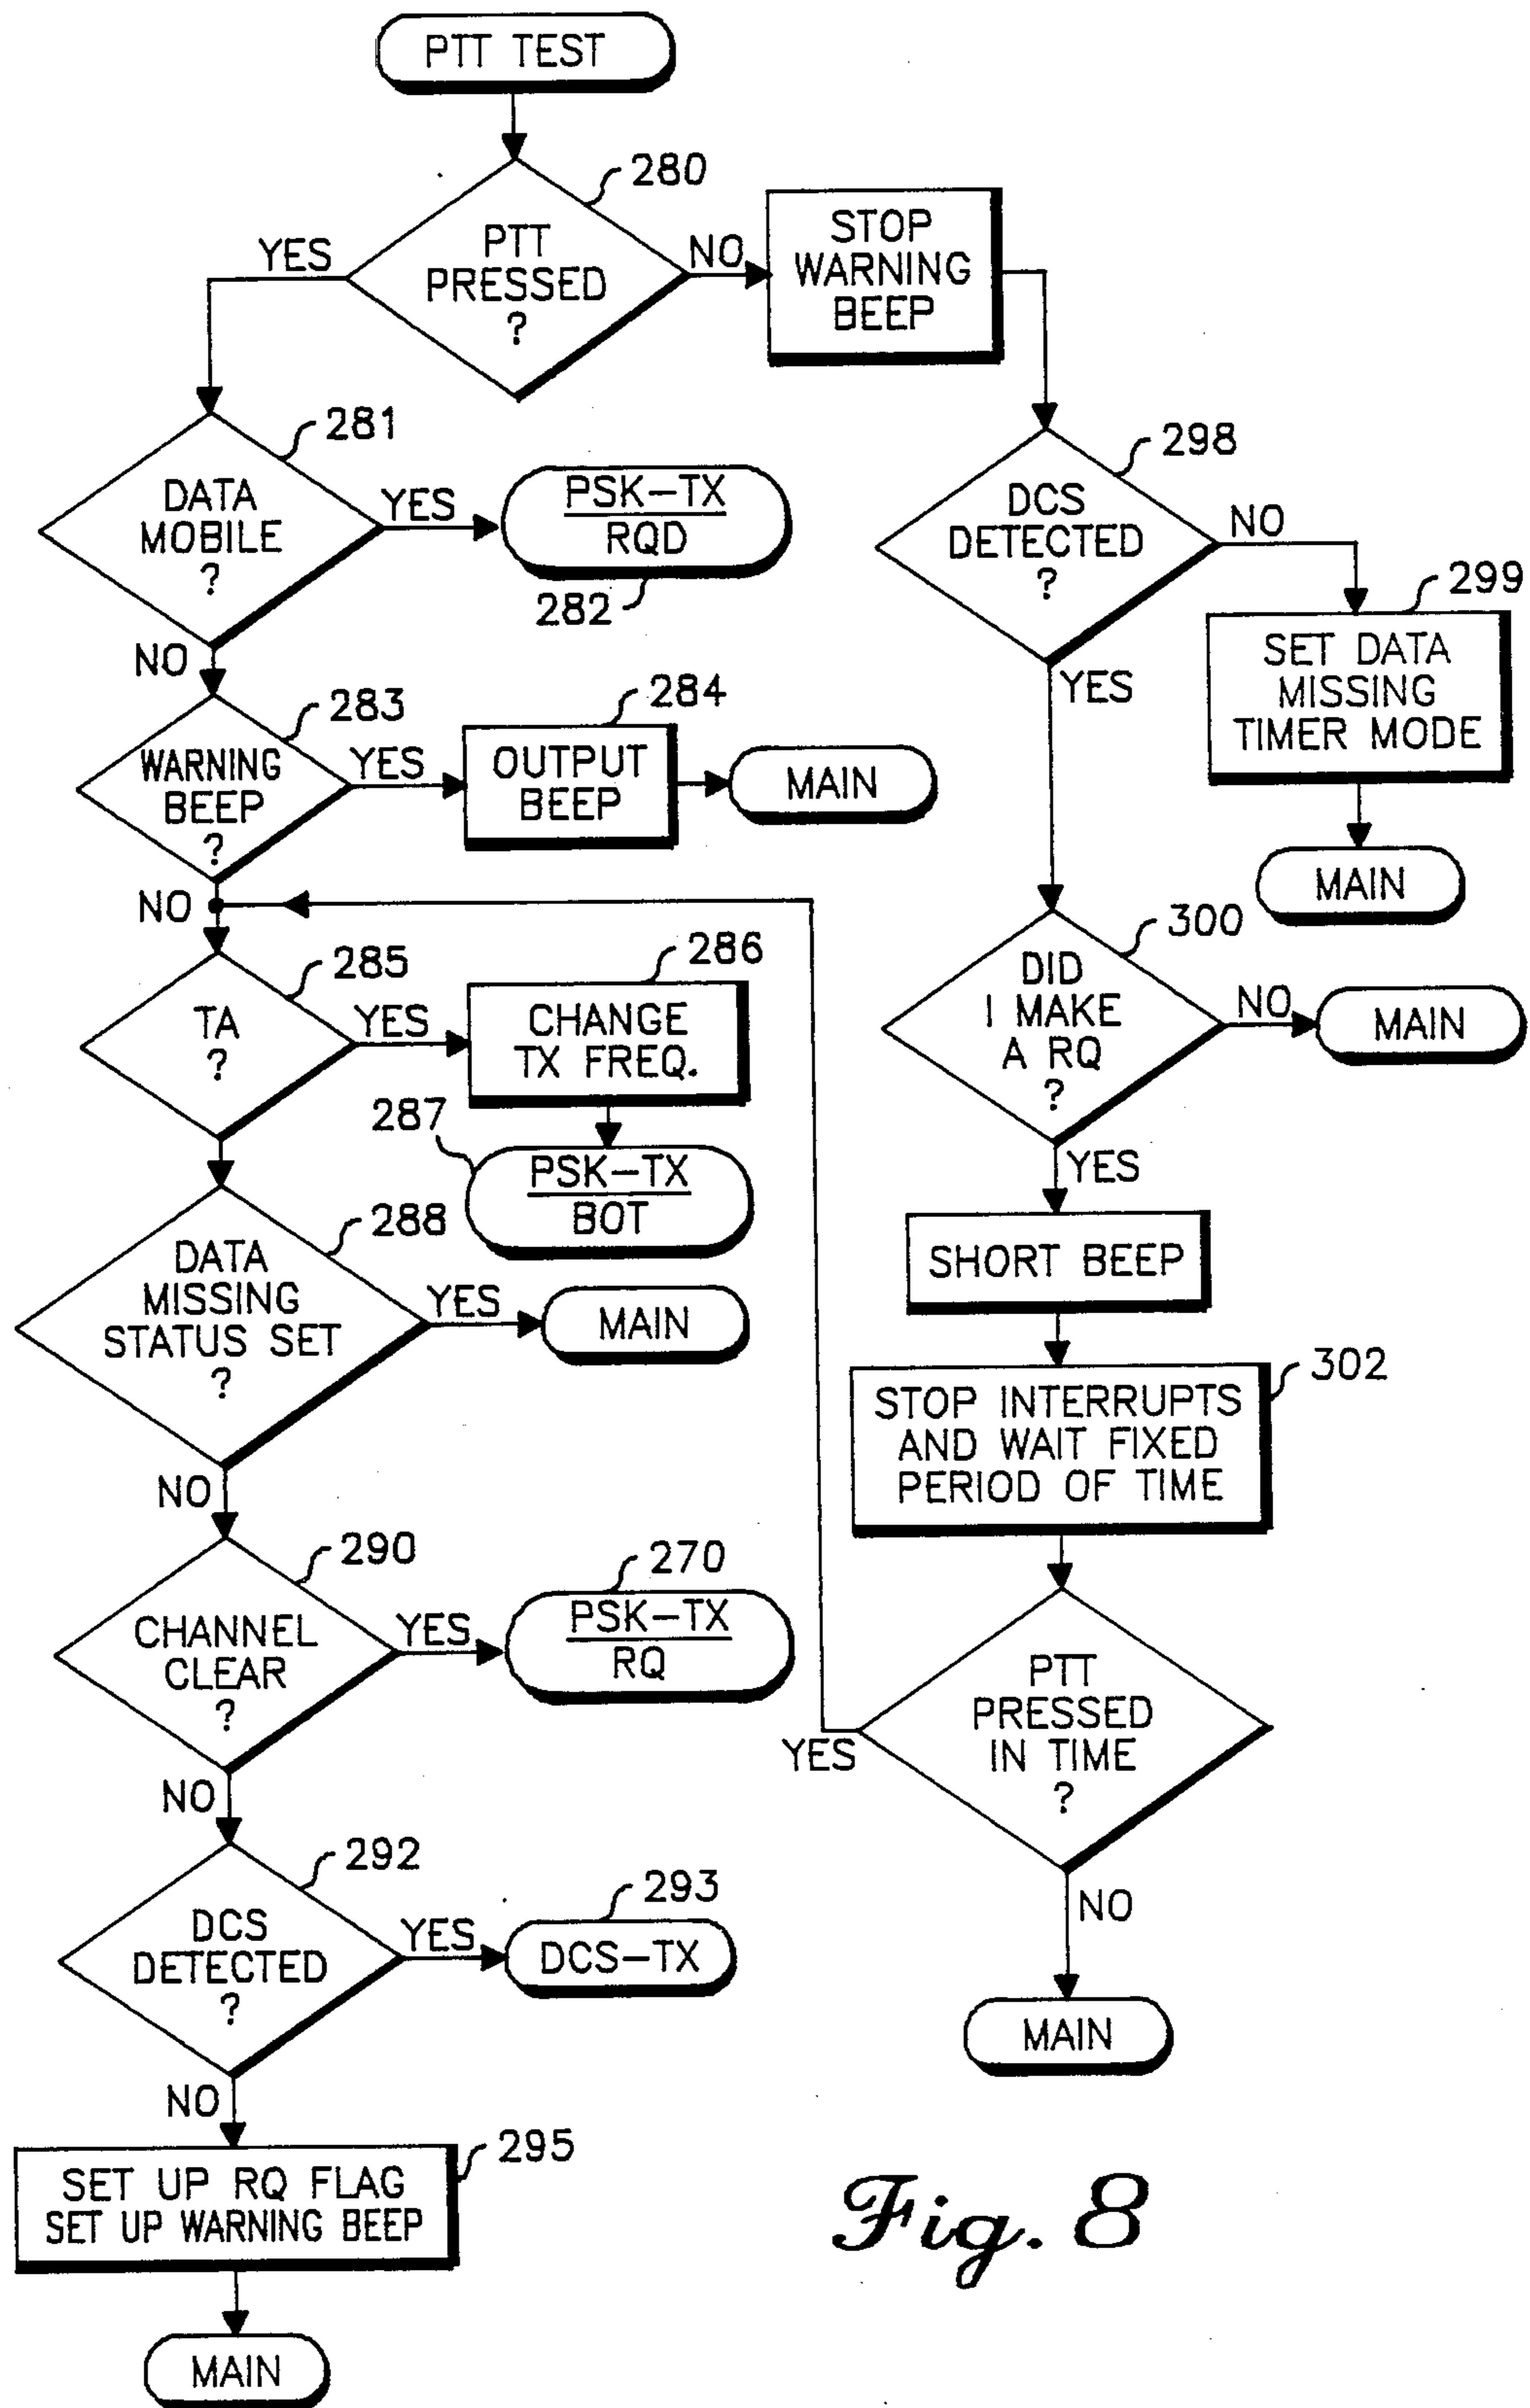 PTT TEST
280
PTT
PRESSED
?
YES
NO
STOP
WARNING
BEEP
281
DATA
MOBILE
?
YES
PSK-TX
RQD
282
NO
298
DCS
DETECTED
?
NO
YES
299
SET DATA
MISSING
TIMER MODE
MAIN
283
WARNING
BEEP
?
YES
284
OUTPUT
BEEP
MAIN
NO
285
TA
?
YES
286
CHANGE
TX FREQ.
287
PSK-TX
BOT
300
DID
I MAKE
A RQ
?
NO
MAIN
YES
SHORT BEEP
288
DATA
MISSING
STATUS SET
?
YES
MAIN
NO
302
STOP INTERRUPTS
AND WAIT FIXED
PERIOD OF TIME
290
CHANNEL
CLEAR
?
YES
270
PSK-TX
RQ
NO
PTT
PRESSED
IN TIME
?
YES
NO
MAIN
292
DCS
DETECTED
?
YES
293
DCS-TX
NO
295
SET UP RQ FLAG
SET UP WARNING BEEP
MAIN
Fig. 8